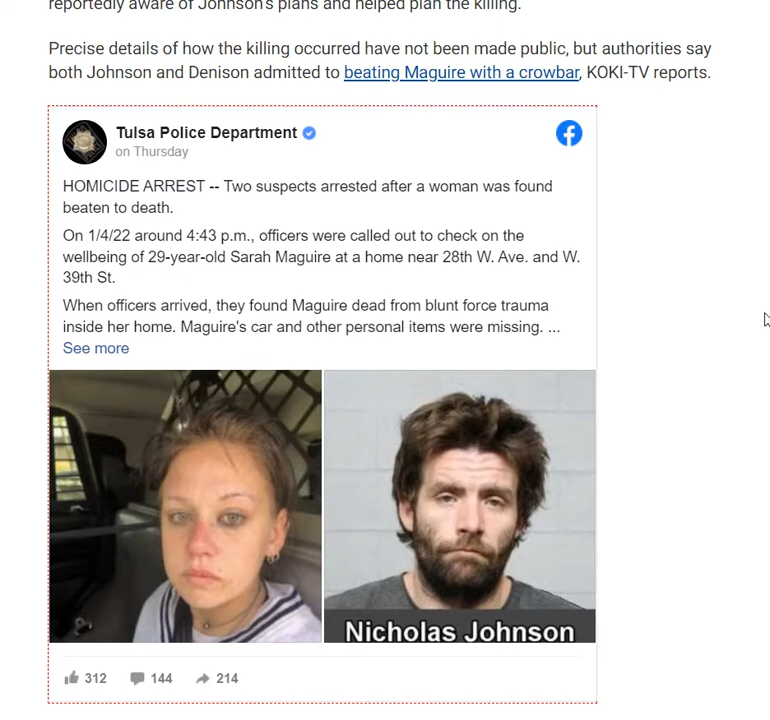 reportedly aware of Johnson's plans and helped plan the killing.
Precise details of how the killing occurred have not been made public, but authorities say
both Johnson and Denison admitted to beating Maguire with a crowbar, KOKI-TV reports.
Tulsa Police Department
on Thursday
HOMICIDE ARREST -- Two suspects arrested after a woman was found
beaten to death.
On 1/4/22 around 4:43 p.m., officers were called out to check on the
wellbeing of 29-year-old Sarah Maguire at a home near 28th W. Ave. and W.
39th St.
When officers arrived, they found Maguire dead from blunt force trauma
inside her home. Maguire's car and other personal items were missing. ...
See more
Nicholas Johnson
312 144 214